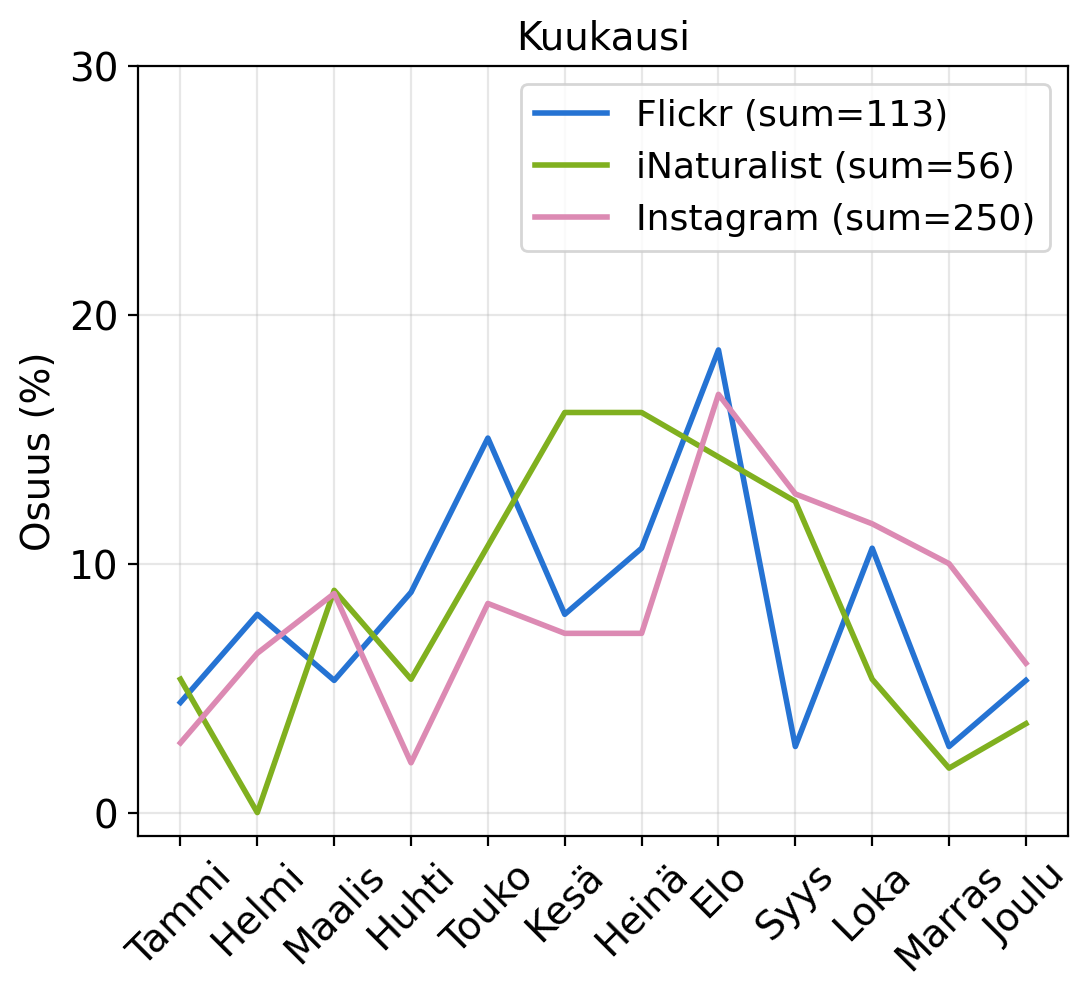 Kuukausi
30
20
10
0
Osuus (%)
Flickr (sum=113)
iNaturalist (sum=56)
Instagram (sum=250)
Tammi
Helmi
Maalis
Huhti
Touko
Kesä
Heinä
Elo
Syys
Loka
Marras
Joulu